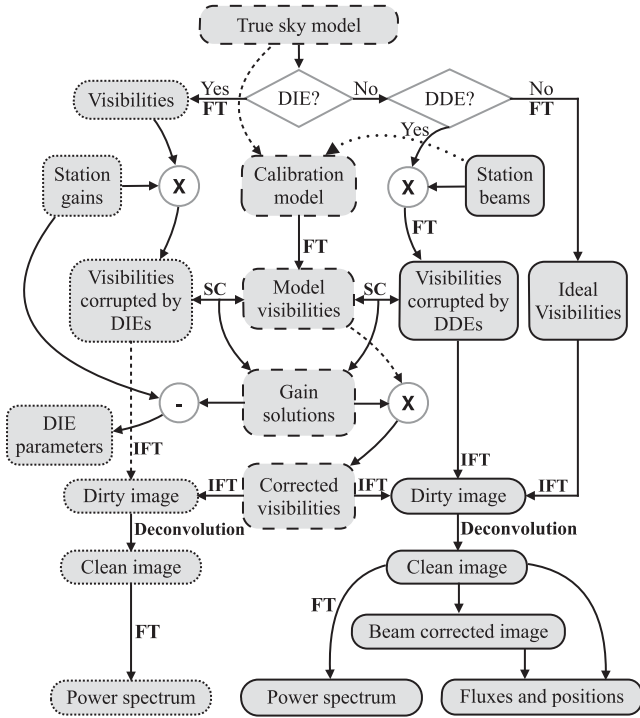 True sky model
Yes
FT
DIE?
No
DDE?
No
FT
Visibilities
Yes
Station
gains
X
Calibration
model
X
Station
beams
FT
FT
Visibilities
corrupted by
DIEs
SC
Model
visibilities
SC
Visibilities
corrupted by
DDEs
Ideal
Visibilities
-
Gain
solutions
X
DIE
parameters
IFT
IFT
Dirty image
IFT
Corrected
visibilities
IFT
Dirty image
IFT
Deconvolution
Deconvolution
Clean image
Clean image
FT
FT
Beam corrected image
Power spectrum
Power spectrum
Fluxes and positions